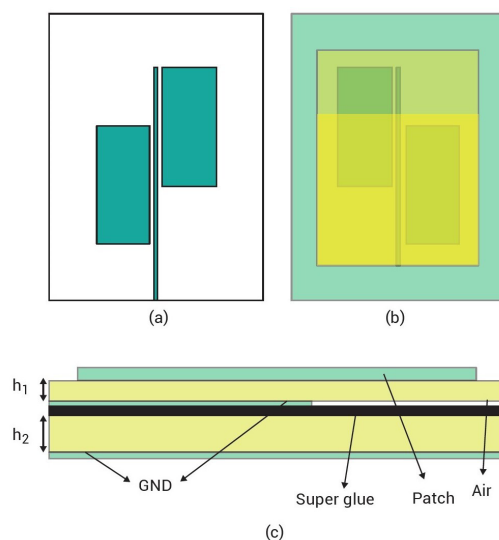 (a)
(b)
h1
h2
GND
Super glue
Patch
Air
(c)